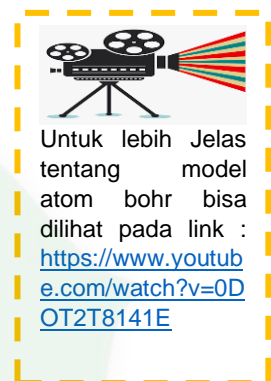 Untuk lebih Jelas
tentang model
atom bohr bisa
dilihat pada link :
https://www.youtub
e.com/watch?v=0D
OT2T8141E